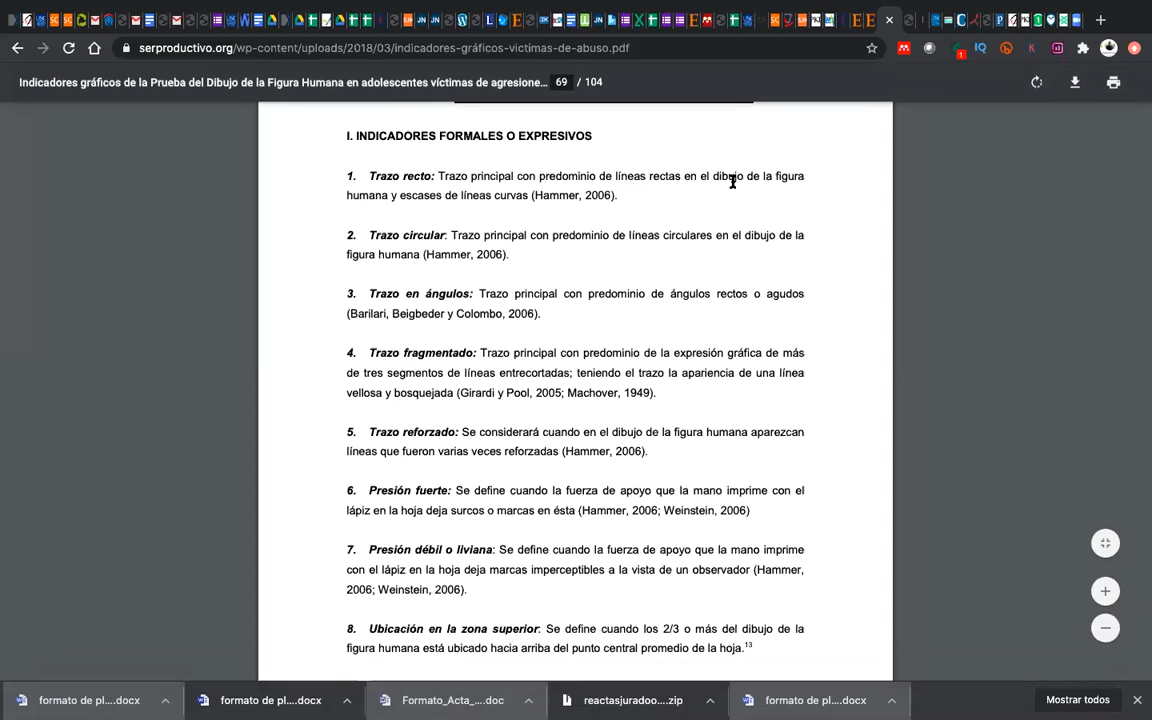 serproductivo.org/wp-content/uploads/2018/03/indicadores-gráficos-victimas-de-abuso.pdf
Indicadores gráficos de la Prueba del Dibujo de la Figura Humana en adolescentes víctimas de agresione... 69 / 104
I. INDICADORES FORMALES O EXPRESIVOS
1. Trazo recto: Trazo principal con predominio de líneas rectas en el dibujo de la figura
humana y escases de líneas curvas (Hammer, 2006).
2. Trazo circular: Trazo principal con predominio de líneas circulares en el dibujo de la
figura humana (Hammer, 2006).
3. Trazo en ángulos: Trazo principal con predominio de ángulos rectos o agudos
(Barilari, Beigbeder y Colombo, 2006).
4. Trazo fragmentado: Trazo principal con predominio de la expresión gráfica de más
de tres segmentos de líneas entrecortadas; teniendo el trazo la apariencia de una línea
vellosa y bosquejada (Girardi y Pool, 2005; Machover, 1949).
5. Trazo reforzado: Se considerará cuando en el dibujo de la figura humana aparezcan
líneas que fueron varias veces reforzadas (Hammer, 2006).
6. Presión fuerte: Se define cuando la fuerza de apoyo que la mano imprime con el
lápiz en la hoja deja surcos o marcas en ésta (Hammer, 2006; Weinstein, 2006)
7. Presión débil o liviana: Se define cuando la fuerza de apoyo que la mano imprime
con el lápiz en la hoja deja marcas imperceptibles a la vista de un observador (Hammer,
2006; Weinstein, 2006).
8. Ubicación en la zona superior: Se define cuando los 2/3 o más del dibujo de la
figura humana está ubicado hacia arriba del punto central promedio de la hoja.13
formato de pl....docx formato de pl....docx Formato_Acta_....doc reactasjuradoo....zip formato de pl....docx Mostrar todos